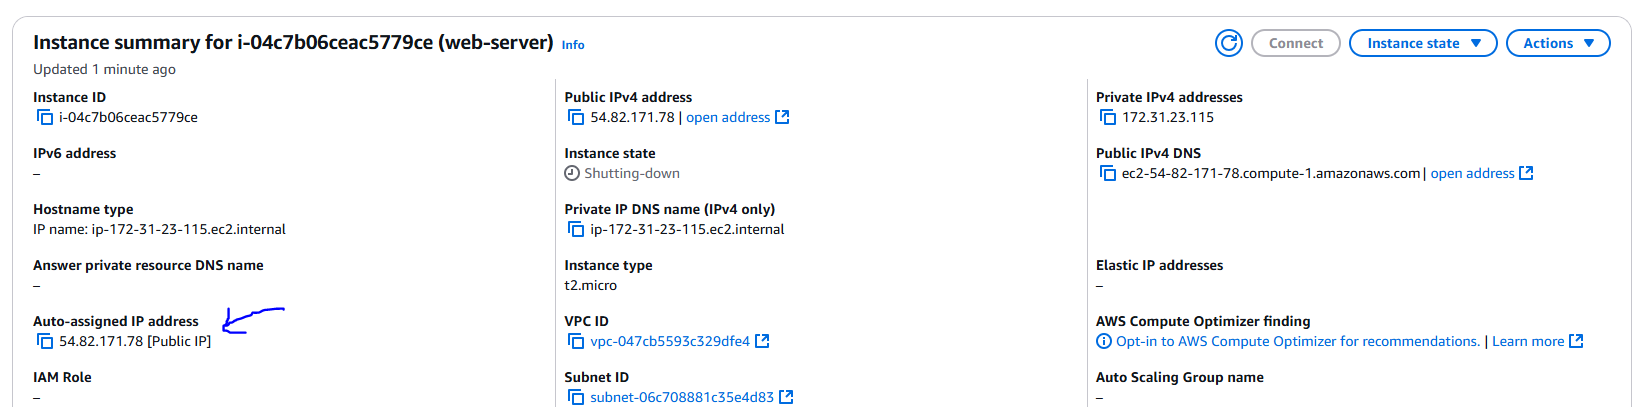 Instance summary for i-04c7b06ceac5779ce (web-server) Info
Connect
Instance state
Actions
Updated 1 minute ago
Instance ID
i-04c7b06ceac5779ce
Public IPv4 address
54.82.171.78 | open address
Private IPv4 addresses
172.31.23.115
IPv6 address
–
Instance state
Shutting-down
Public IPv4 DNS
ec2-54-82-171-78.compute-1.amazonaws.com | open address
Hostname type
IP name: ip-172-31-23-115.ec2.internal
Private IP DNS name (IPv4 only)
ip-172-31-23-115.ec2.internal
Answer private resource DNS name
–
Instance type
t2.micro
Elastic IP addresses
–
Auto-assigned IP address
54.82.171.78 [Public IP]
VPC ID
vpc-047cb5593c329dfe4
AWS Compute Optimizer finding
Opt-in to AWS Compute Optimizer for recommendations. | Learn more
IAM Role
–
Subnet ID
subnet-06c708881c35e4d83
Auto Scaling Group name
–